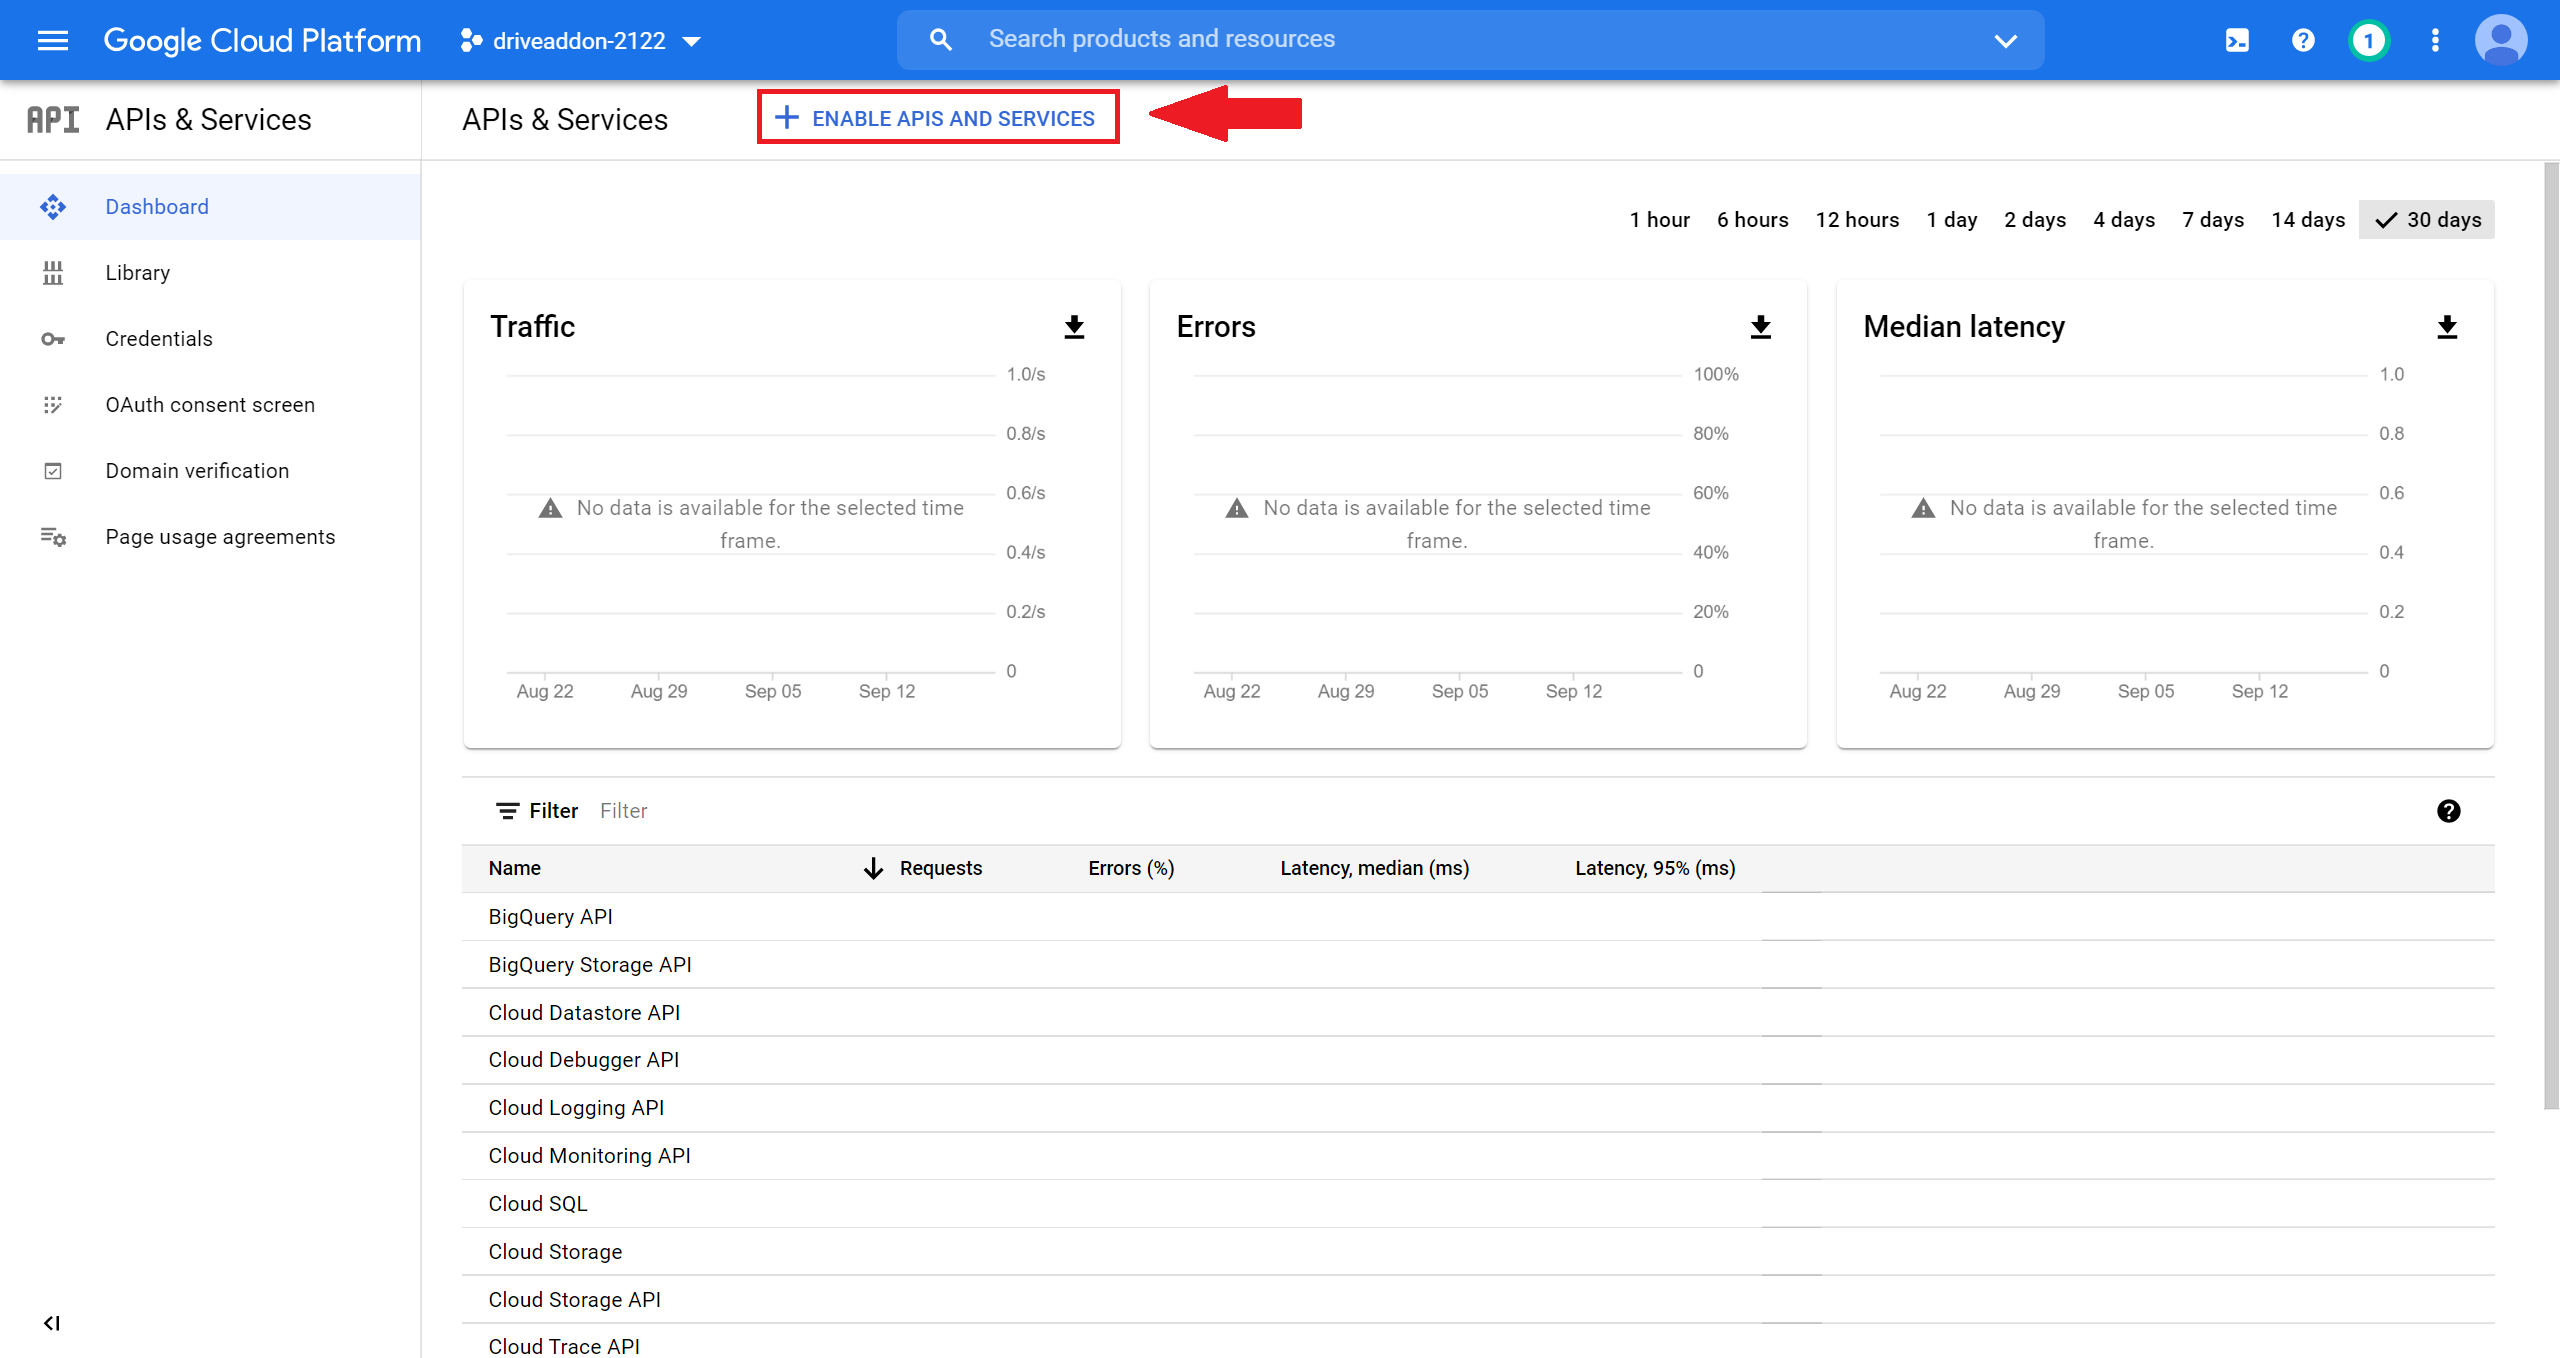 Google Cloud Platform
driveaddon-2122
Search products and resources
1
API APIs & Services
APIs & Services
ENABLE APIS AND SERVICES
Dashboard
Library
Credentials
OAuth consent screen
Domain verification
Page usage agreements
1 hour 6 hours 12 hours 1 day 2 days 4 days 7 days 14 days 30 days
Traffic
1.0/s
0.8/s
0.6/s
No data is available for the selected time
frame.
0.4/s
0.2/s
0
Aug 22 Aug 29 Sep 05 Sep 12
Errors
100%
80%
60%
No data is available for the selected time
frame.
40%
20%
0
Aug 22 Aug 29 Sep 05 Sep 12
Median latency
1.0
0.8
0.6
No data is available for the selected time
frame.
0.4
0.2
0
Aug 22 Aug 29 Sep 05 Sep 12
Filter Filter
Name Requests Errors (%) Latency, median (ms) Latency, 95% (ms)
BigQuery API
BigQuery Storage API
Cloud Datastore API
Cloud Debugger API
Cloud Logging API
Cloud Monitoring API
Cloud SQL
Cloud Storage
Cloud Storage API
Cloud Trace API